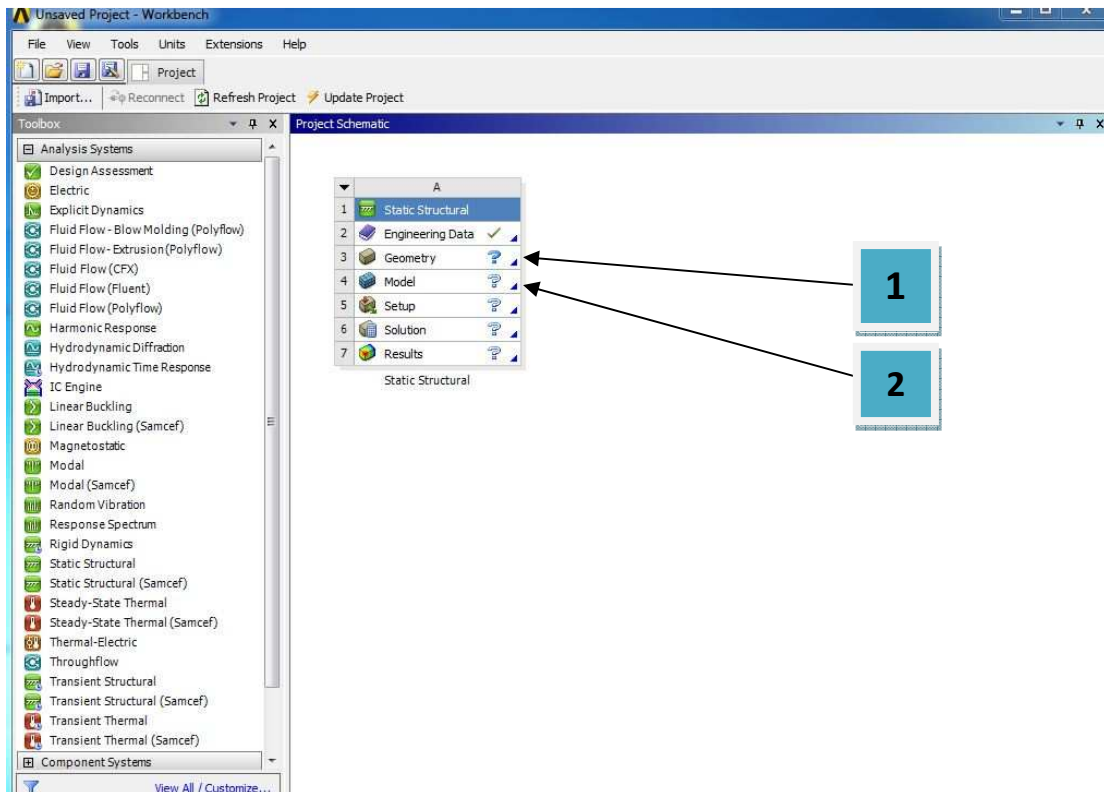 Unsaved Project - Workbench
File View Tools Units Extensions Help
Project
Import... Reconnect Refresh Project Update Project
Toolbox
Analysis Systems
Design Assessment
Electric
Explicit Dynamics
Fluid Flow - Blow Molding (Polyflow)
Fluid Flow - Extrusion (Polyflow)
Fluid Flow (CFX)
Fluid Flow (Fluent)
Fluid Flow (Polyflow)
Harmonic Response
Hydrodynamic Diffraction
Hydrodynamic Time Response
IC Engine
Linear Buckling
Linear Buckling (Samcef)
Magnetostatic
Modal
Modal (Samcef)
Random Vibration
Response Spectrum
Rigid Dynamics
Static Structural
Static Structural (Samcef)
Steady-State Thermal
Steady-State Thermal (Samcef)
Thermal-Electric
Throughflow
Transient Structural
Transient Structural (Samcef)
Transient Thermal
Transient Thermal (Samcef)
Component Systems
View All / Customize...
Project Schematic
A
1 Static Structural
2 Engineering Data
3 Geometry
4 Model
5 Setup
6 Solution
7 Results
Static Structural
1
2